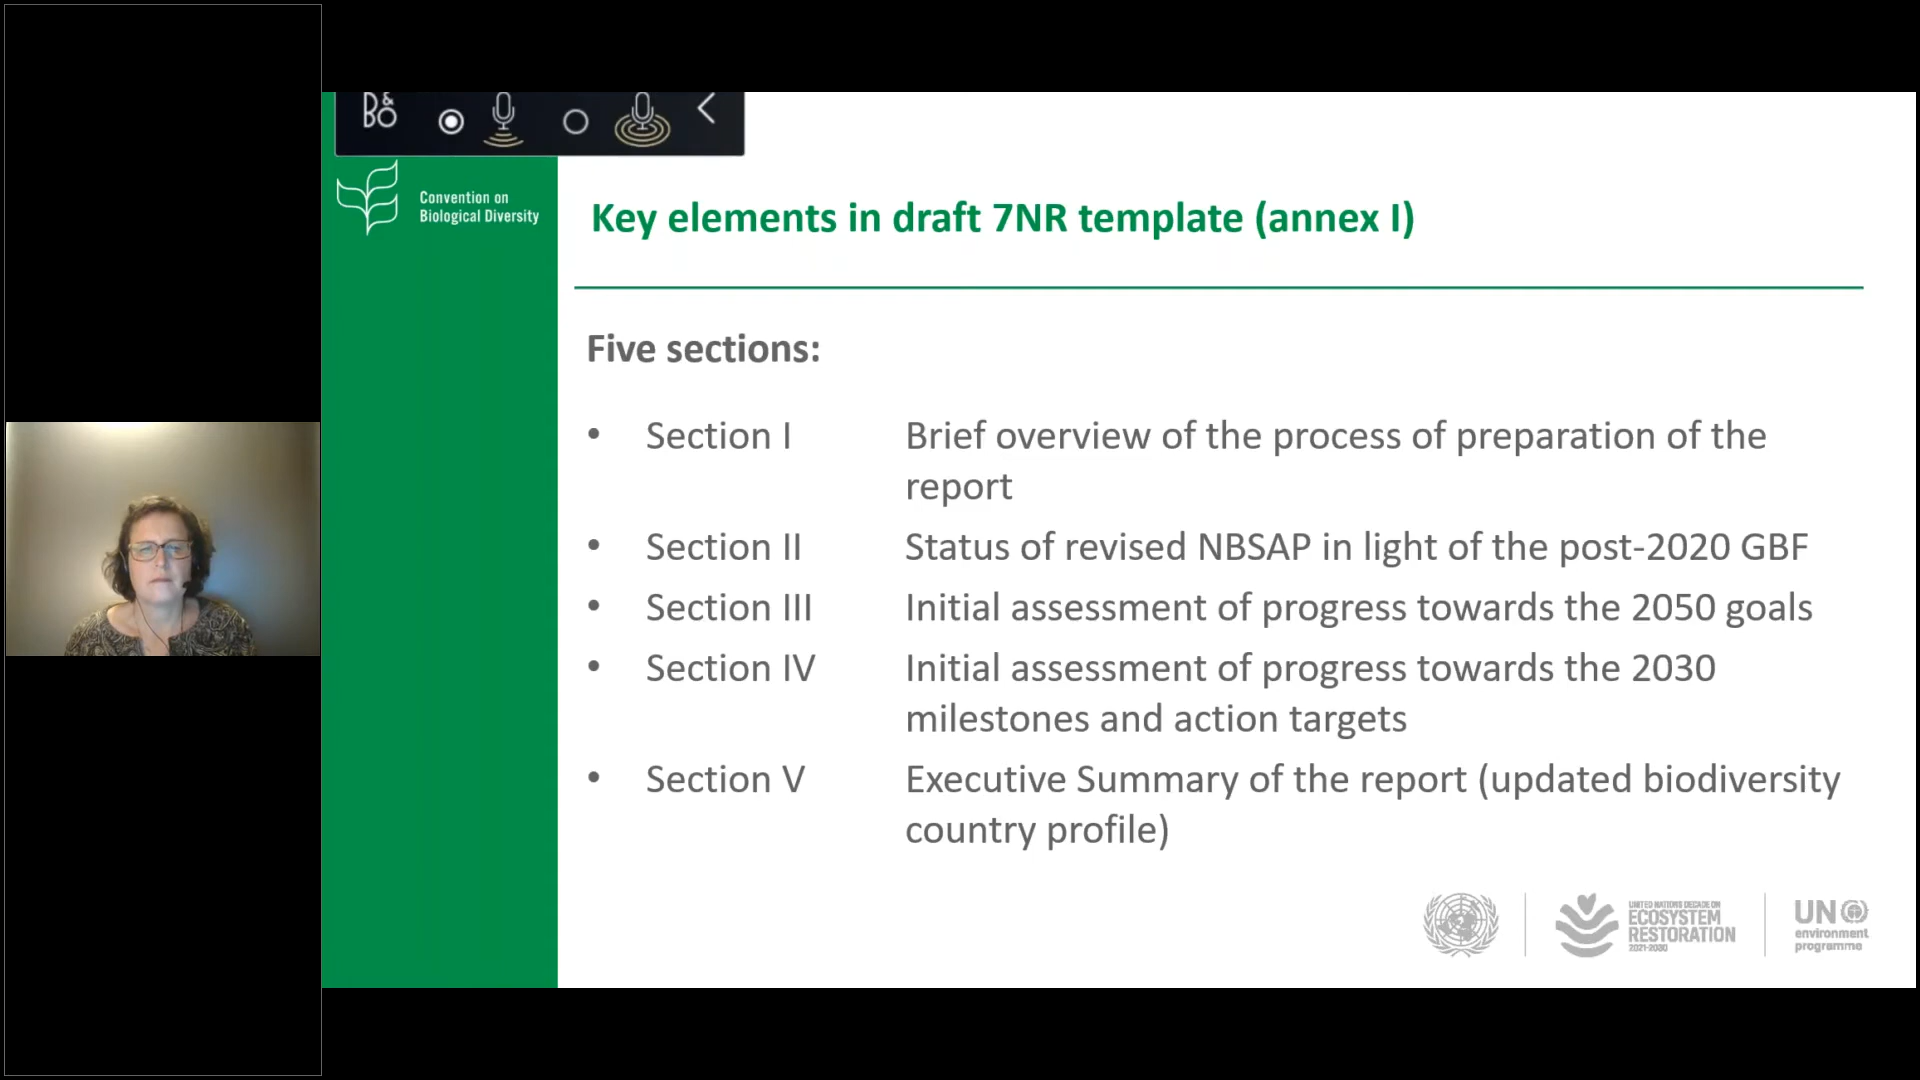 B&O
Convention on
Biological Diversity
Key elements in draft 7NR template (annex I)
Five sections:
• Section I Brief overview of the process of preparation of the
report
• Section II Status of revised NBSAP in light of the post-2020 GBF
• Section III Initial assessment of progress towards the 2050 goals
• Section IV Initial assessment of progress towards the 2030
milestones and action targets
• Section V Executive Summary of the report (updated biodiversity
country profile)
UNITED NATIONS DECADE ON
ECOSYSTEM
RESTORATION
2021-2030
UN
environment
programme